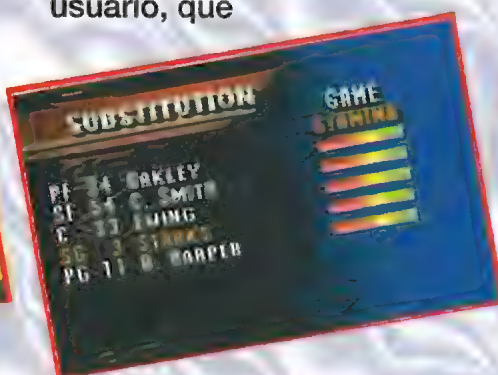 usuario, que
SUBSTITUTION
GAME
STAMINA
PF 34 OAKLEY
SF 54 C. SMITH
C 33 EWING
SG 3 STARKS
PG 11 D. HARPER